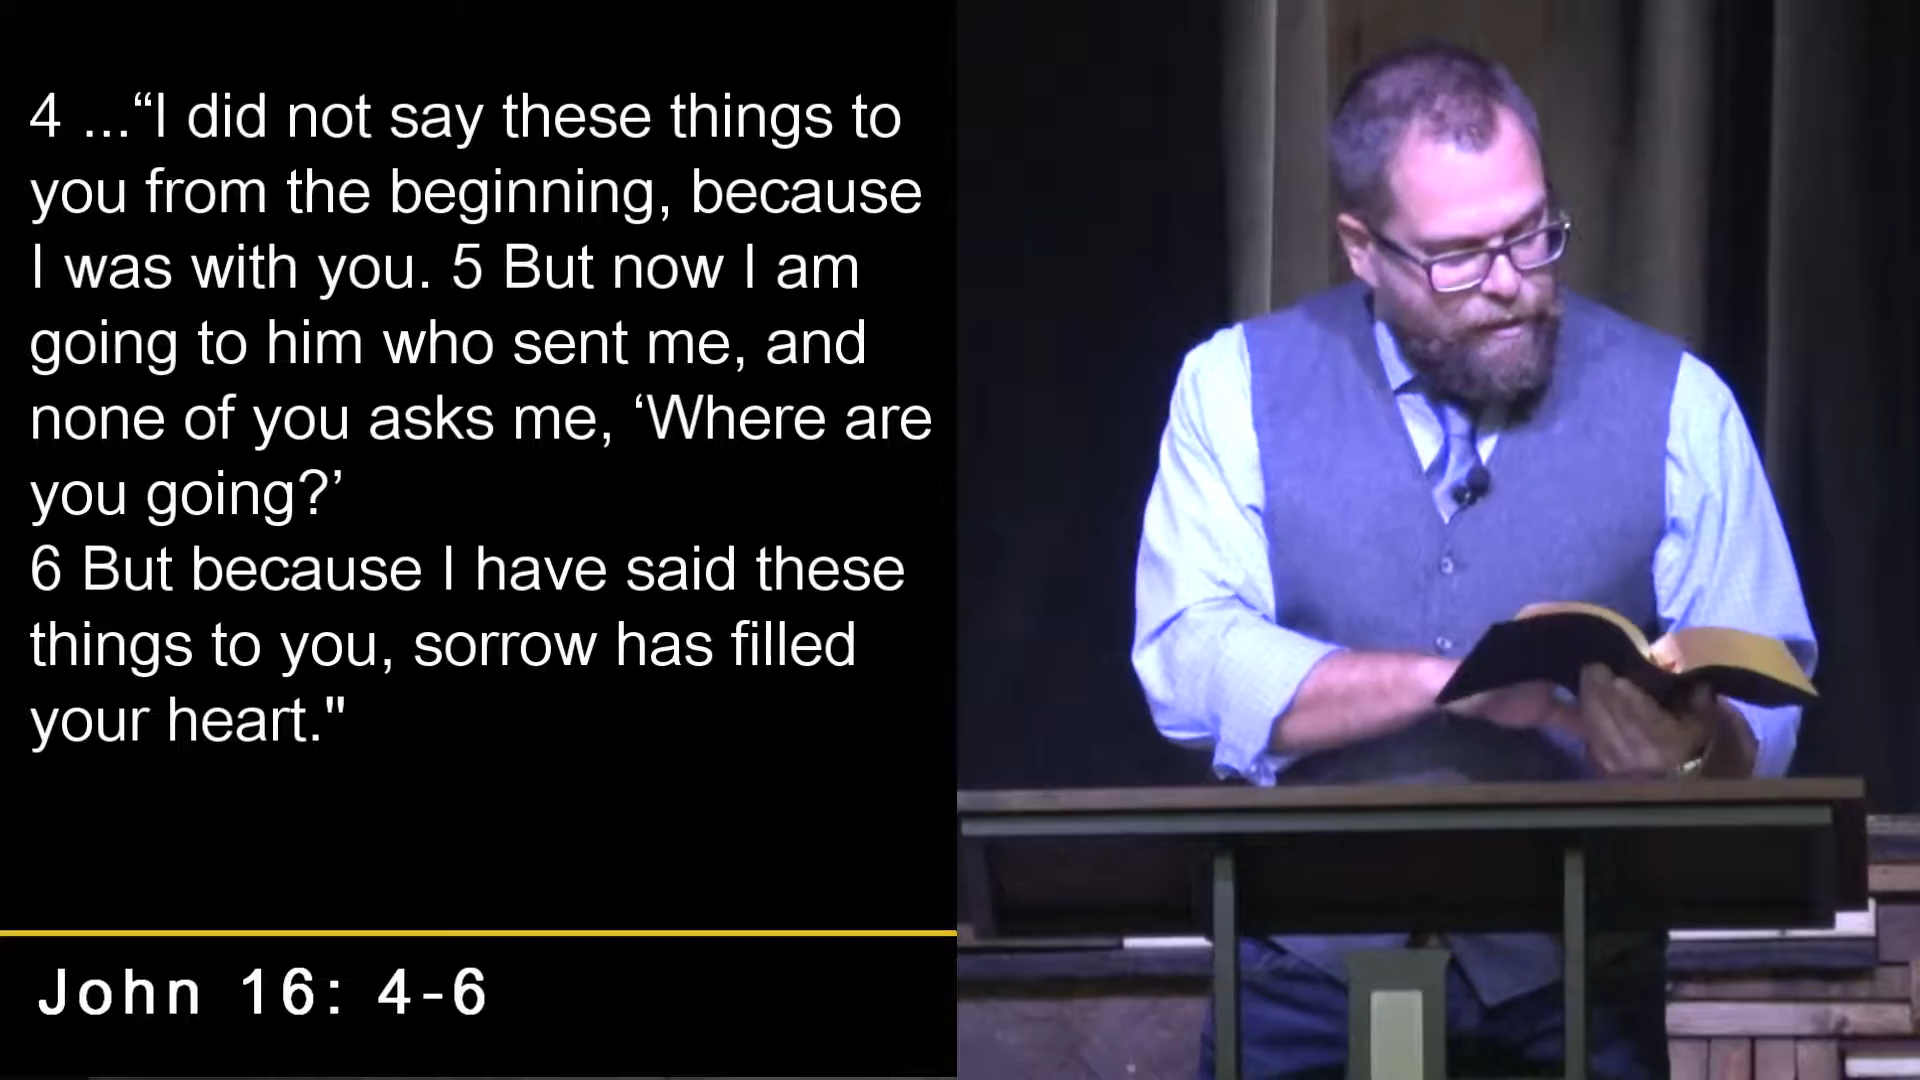 4 ...“I did not say these things to
you from the beginning, because
I was with you. 5 But now I am
going to him who sent me, and
none of you asks me, ‘Where are
you going?’
6 But because I have said these
things to you, sorrow has filled
your heart."
John 16: 4-6